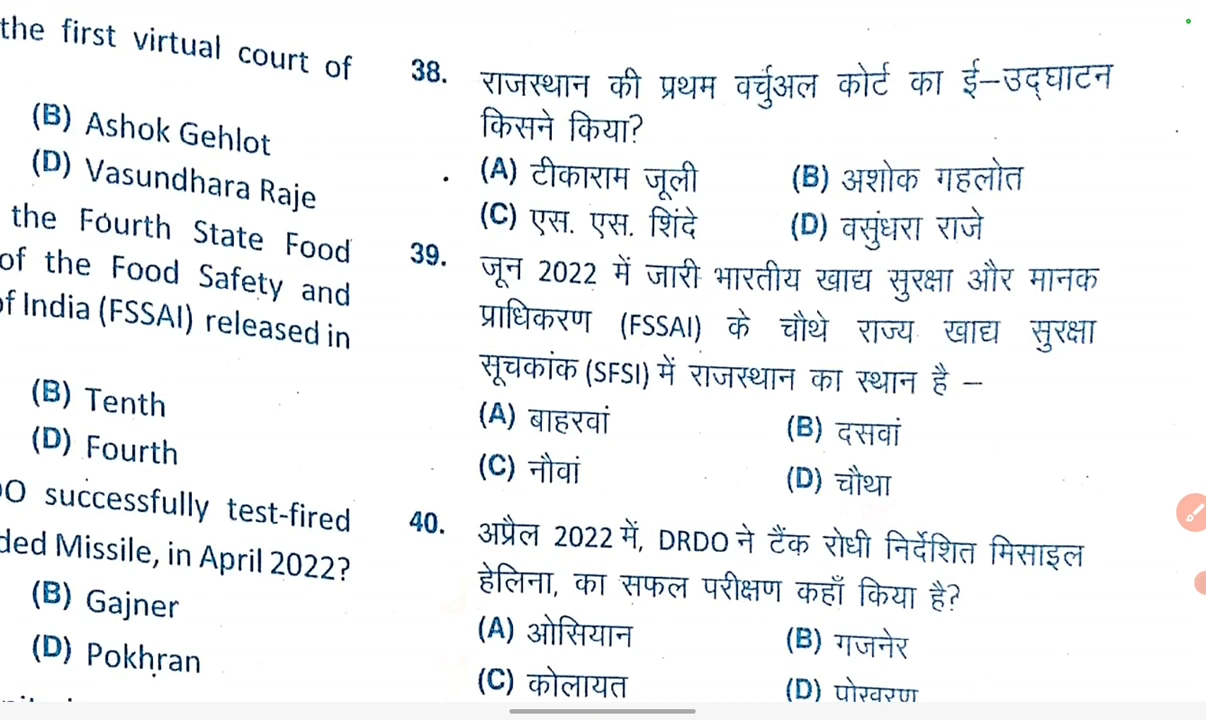 the first virtual court of
(B) Ashok Gehlot
(D) Vasundhara Raje
the Fourth State Food
of the Food Safety and
of India (FSSAI) released in
(B) Tenth
(D) Fourth
O successfully test-fired
ded Missile, in April 2022?
(B) Gajner
(D) Pokhran
38. राजस्थान की प्रथम वर्चुअल कोर्ट का ई–उद्घाटन
किसने किया?
(A) टीकाराम जूली (B) अशोक गहलोत
(C) एस. एस. शिंदे (D) वसुंधरा राजे
39. जून 2022 में जारी भारतीय खाद्य सुरक्षा और मानक
प्राधिकरण (FSSAI) के चौथे राज्य खाद्य सुरक्षा
सूचकांक (SFSI) में राजस्थान का स्थान है –
(A) बाहरवां (B) दसवां
(C) नौवां (D) चौथा
40. अप्रैल 2022 में, DRDO ने टैंक रोधी निर्देशित मिसाइल
हेलिना, का सफल परीक्षण कहाँ किया है?
(A) ओसियान (B) गजनेर
(C) कोलायत (D) पोखरण